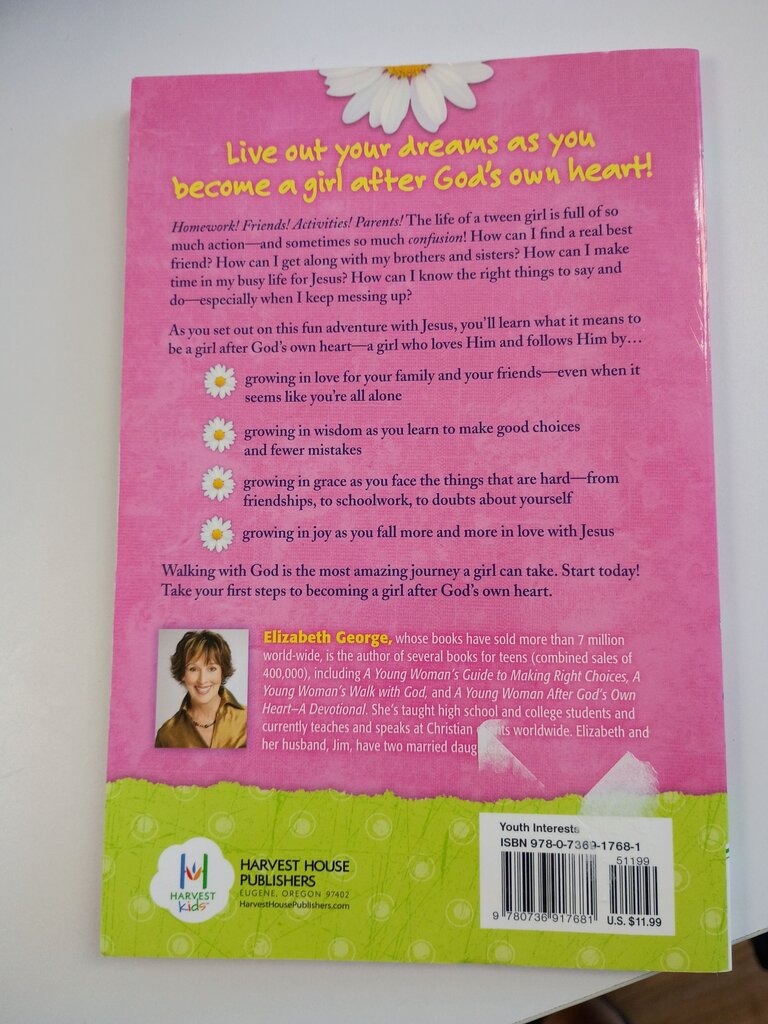 Live out your dreams as you
become a girl after God's own heart!
Homework! Friends! Activities! Parents! The life of a tween girl is full of so
much action—and sometimes so much confusion! How can I find a real best
friend? How can I get along with my brothers and sisters? How can I make
time in my busy life for Jesus? How can I know the right things to say and
do—especially when I keep messing up?
As you set out on this fun adventure with Jesus, you'll learn what it means to
be a girl after God's own heart—a girl who loves Him and follows Him by…
growing in love for your family and your friends—even when it
seems like you're all alone
growing in wisdom as you learn to make good choices
and fewer mistakes
growing in grace as you face the things that are hard—from
friendships, to schoolwork, to doubts about yourself
growing in joy as you fall more and more in love with Jesus
Walking with God is the most amazing journey a girl can take. Start today!
Take your first steps to becoming a girl after God's own heart.
Elizabeth George, whose books have sold more than 7 million
world-wide, is the author of several books for teens (combined sales of
400,000), including A Young Woman's Guide to Making Right Choices, A
Young Woman's Walk with God, and A Young Woman After God's Own
Heart–A Devotional. She's taught high school and college students and
currently teaches and speaks at Christian worldwide. Elizabeth and
her husband, Jim, have two married
HARVEST
kids™
HARVEST HOUSE
PUBLISHERS
EUGENE, OREGON 97402
HarvestHousePublishers.com
Youth Interests
ISBN 978-0-7369-1768-1
51199
9 780736 917681
U.S. $11.99